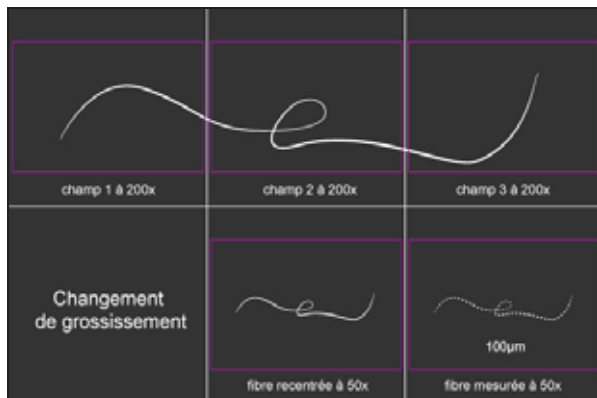 champ 1 à 200x
champ 2 à 200x
champ 3 à 200x
Changement
de grossissement
100µm
fibre recentrée à 50x
fibre mesurée à 50x